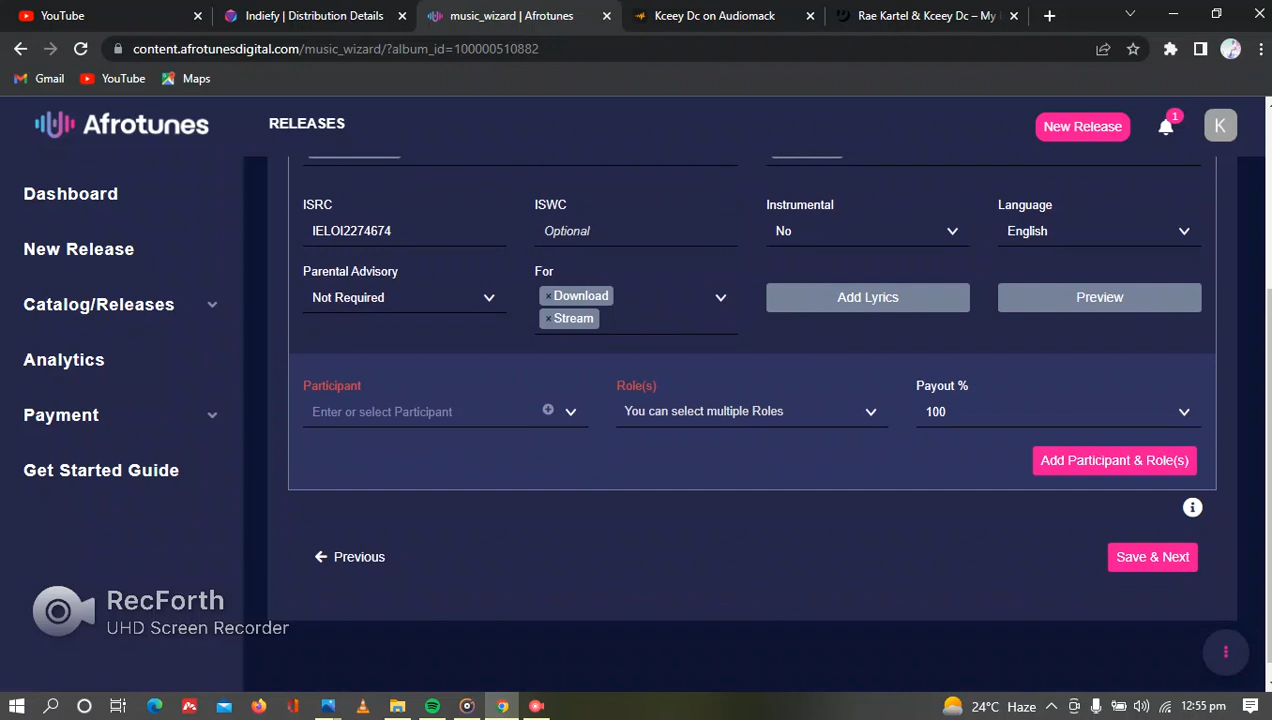 YouTube
Indiefy | Distribution Details
music_wizard | Afrotunes
Kceey Dc on Audiomack
Rae Kartel & Kceey Dc – My
content.afrotunesdigital.com/music_wizard/?album_id=100000510882
Gmail
YouTube
Maps
Afrotunes
RELEASES
New Release
1
K
Dashboard
New Release
Catalog/Releases
Analytics
Payment
Get Started Guide
ISRC
ISWC
Instrumental
Language
IELOI2274674
Optional
No
English
Parental Advisory
For
Not Required
× Download
× Stream
Add Lyrics
Preview
Participant
Role(s)
Payout %
Enter or select Participant
You can select multiple Roles
100
Add Participant & Role(s)
Previous
Save & Next
RecForth
UHD Screen Recorder
24°C Haze
12:55 pm